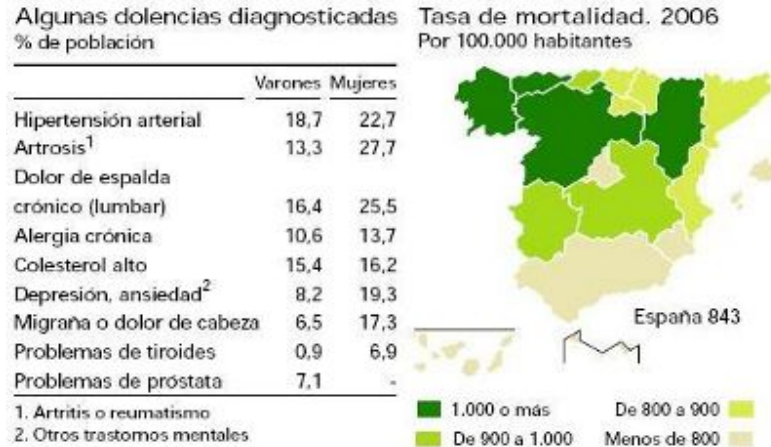 Algunas dolencias diagnosticadas
% de población
Varones Mujeres
Hipertensión arterial 18,7 22,7
Artrosis1 13,3 27,7
Dolor de espalda
crónico (lumbar) 16,4 25,5
Alergia crónica 10,6 13,7
Colesterol alto 15,4 16,2
Depresión, ansiedad2 8,2 19,3
Migraña o dolor de cabeza 6,5 17,3
Problemas de tiroides 0,9 6,9
Problemas de próstata 7,1 -
1. Artritis o reumatismo
2. Otros trastornos mentales
Tasa de mortalidad. 2006
Por 100.000 habitantes
España 843
1.000 o más De 800 a 900
De 900 a 1.000 Menos de 800